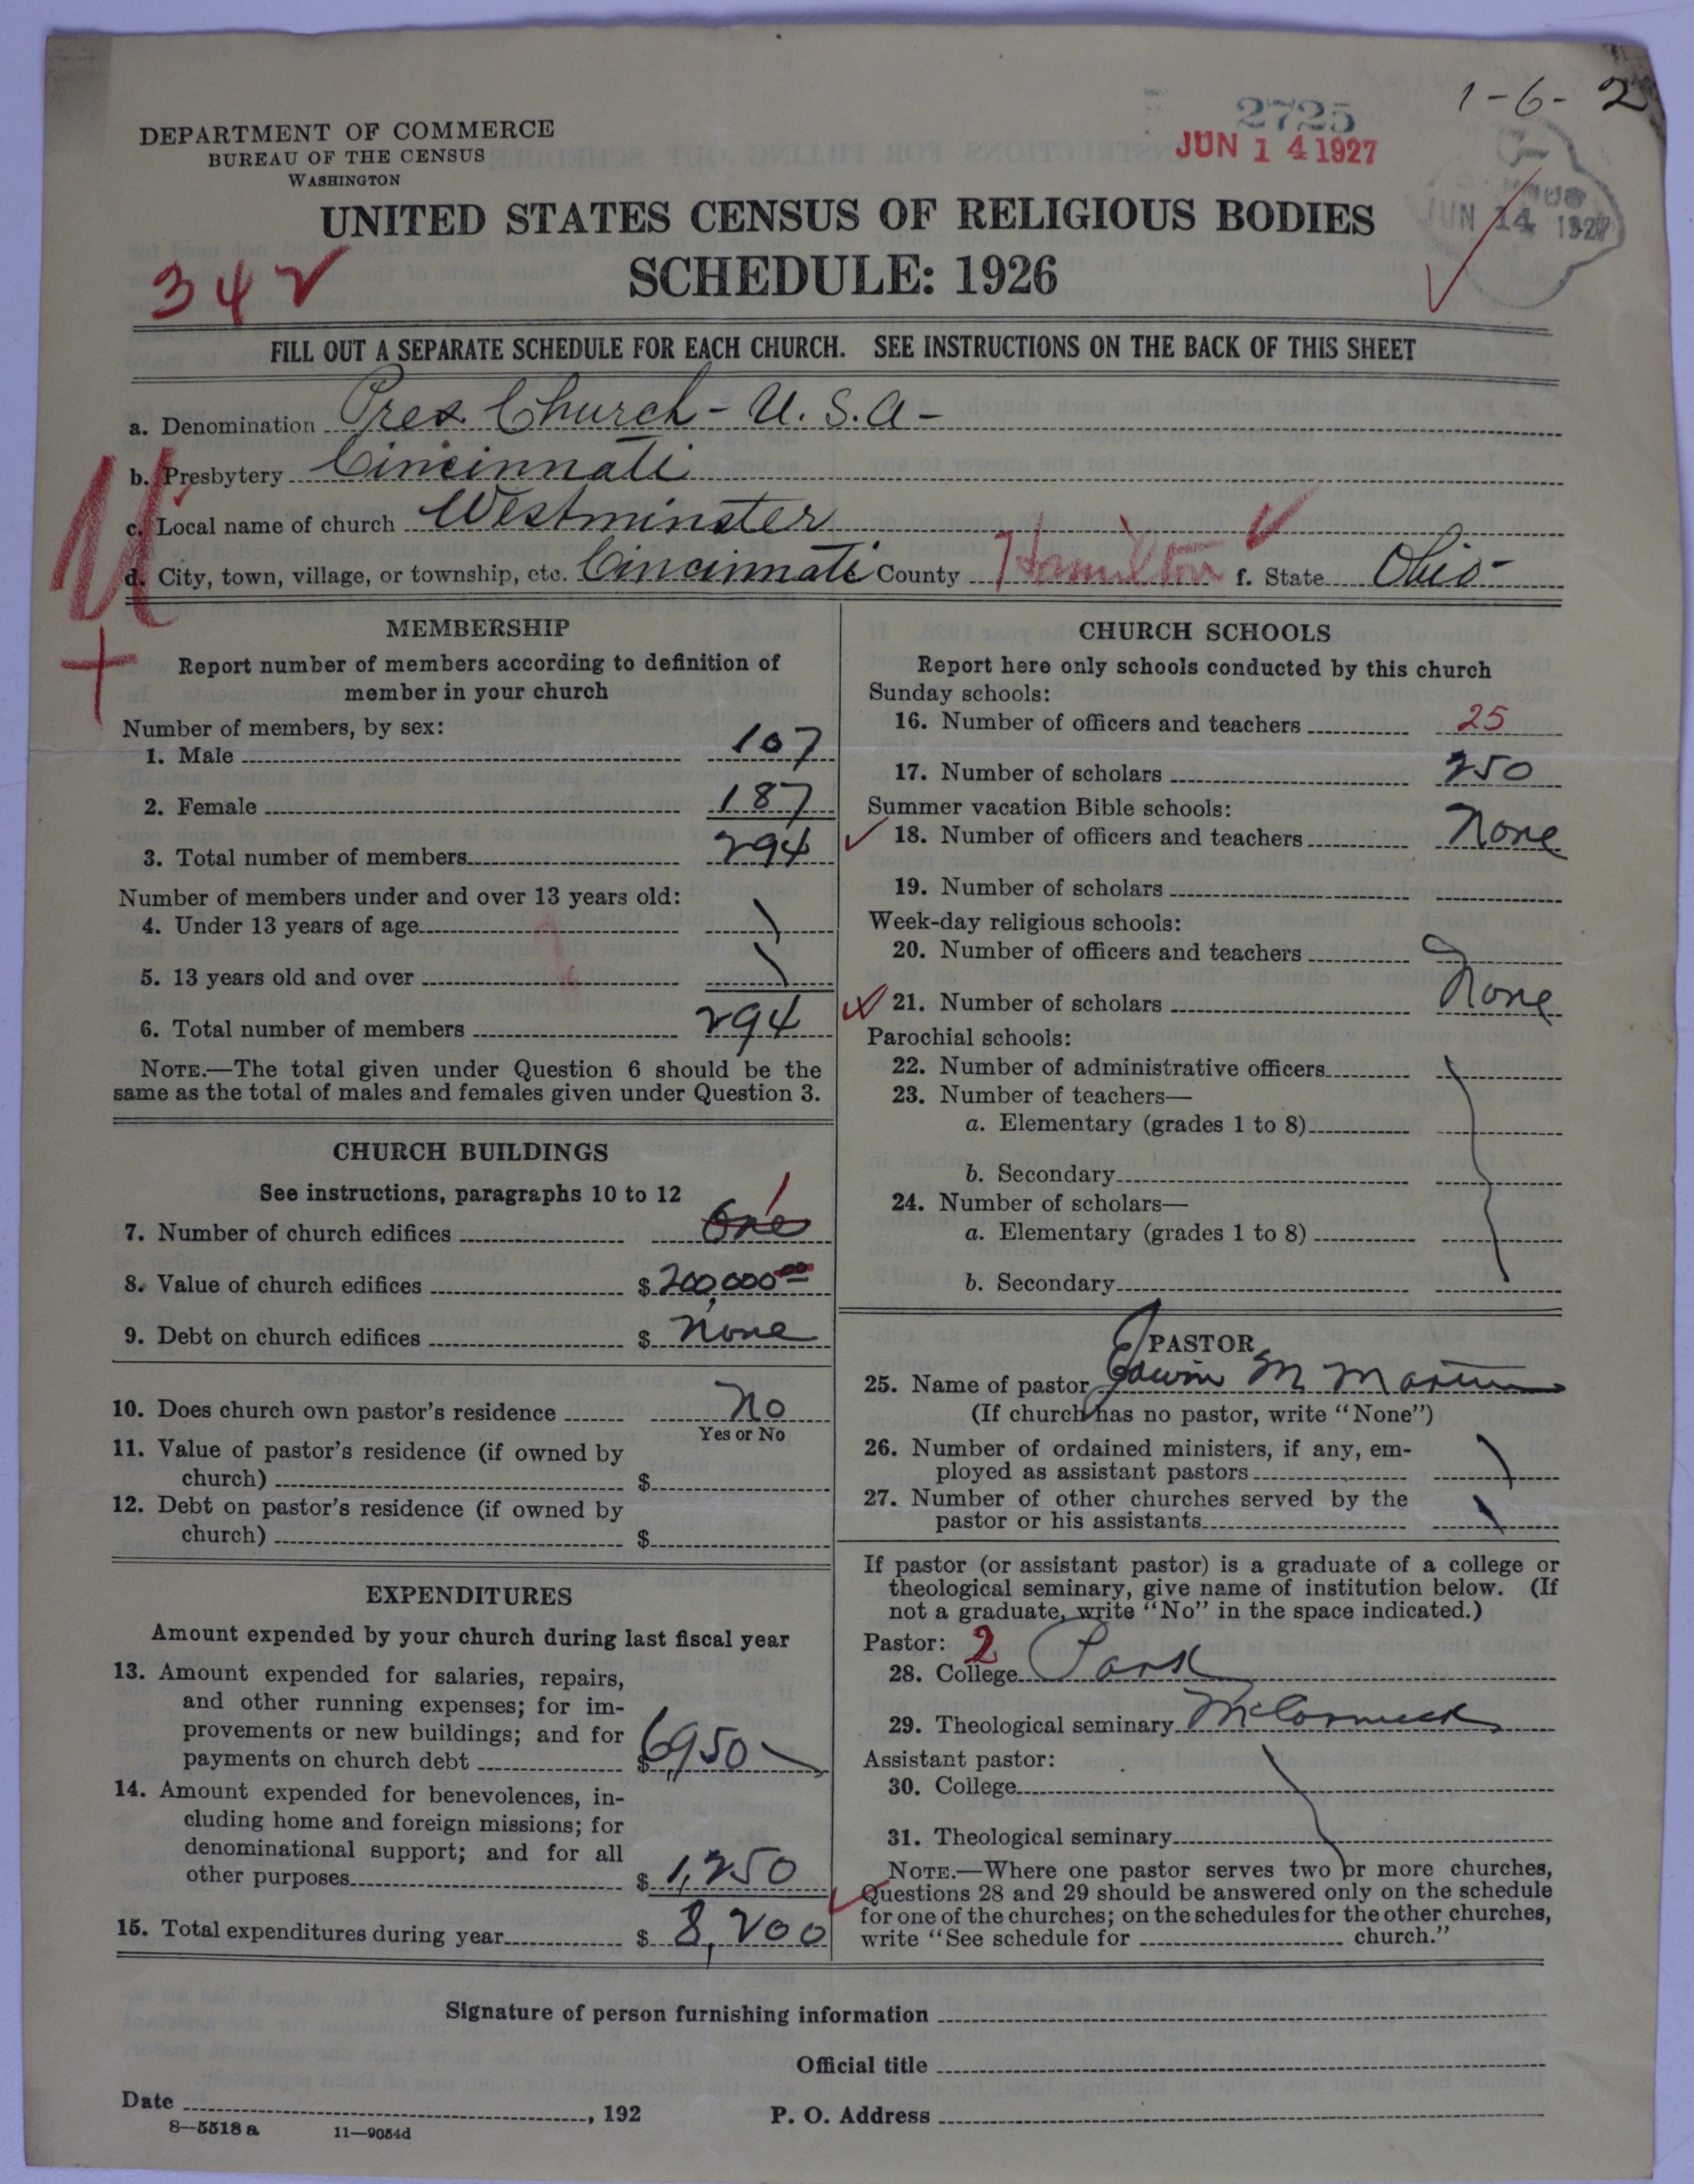 1-6-2
2725
JUN 14 1927
JUN 14 1927
DEPARTMENT OF COMMERCE
BUREAU OF THE CENSUS
WASHINGTON
UNITED STATES CENSUS OF RELIGIOUS BODIES
SCHEDULE: 1926
34
FILL OUT A SEPARATE SCHEDULE FOR EACH CHURCH. SEE INSTRUCTIONS ON THE BACK OF THIS SHEET
a. Denomination Pres Church - U.S.A -
b. Presbytery Cincinnati
c. Local name of church Westminster
d. City, town, village, or township, etc. Cincinnati County Hamilton f. State Ohio -
U
MEMBERSHIP
Report number of members according to definition of
member in your church
Number of members, by sex:
1. Male 107
2. Female 187
3. Total number of members 294
Number of members under and over 13 years old:
4. Under 13 years of age
5. 13 years old and over
6. Total number of members 294
NOTE.—The total given under Question 6 should be the
same as the total of males and females given under Question 3.
CHURCH BUILDINGS
See instructions, paragraphs 10 to 12
7. Number of church edifices One 1
8. Value of church edifices $ 200,000 00
9. Debt on church edifices $ None
10. Does church own pastor's residence No
Yes or No
11. Value of pastor's residence (if owned by
church) $
12. Debt on pastor's residence (if owned by
church) $
EXPENDITURES
Amount expended by your church during last fiscal year
13. Amount expended for salaries, repairs,
and other running expenses; for im-
provements or new buildings; and for
payments on church debt $ 6,950
14. Amount expended for benevolences, in-
cluding home and foreign missions; for
denominational support; and for all
other purposes $ 1,250
15. Total expenditures during year $ 8,200
CHURCH SCHOOLS
Report here only schools conducted by this church
Sunday schools:
16. Number of officers and teachers 25
17. Number of scholars 250
Summer vacation Bible schools:
18. Number of officers and teachers None
19. Number of scholars
Week-day religious schools:
20. Number of officers and teachers
21. Number of scholars None
Parochial schools:
22. Number of administrative officers
23. Number of teachers—
a. Elementary (grades 1 to 8)
b. Secondary
24. Number of scholars—
a. Elementary (grades 1 to 8)
b. Secondary
PASTOR
25. Name of pastor Edwin M Martin
(If church has no pastor, write "None")
26. Number of ordained ministers, if any, em-
ployed as assistant pastors
27. Number of other churches served by the
pastor or his assistants
If pastor (or assistant pastor) is a graduate of a college or
theological seminary, give name of institution below. (If
not a graduate, write "No" in the space indicated.)
Pastor: 2
28. College Park
29. Theological seminary McCormick
Assistant pastor:
30. College
31. Theological seminary
NOTE.—Where one pastor serves two or more churches,
Questions 28 and 29 should be answered only on the schedule
for one of the churches; on the schedules for the other churches,
write "See schedule for church."
Signature of person furnishing information
Official title
Date , 192
P. O. Address
8—5518 a 11—9054d